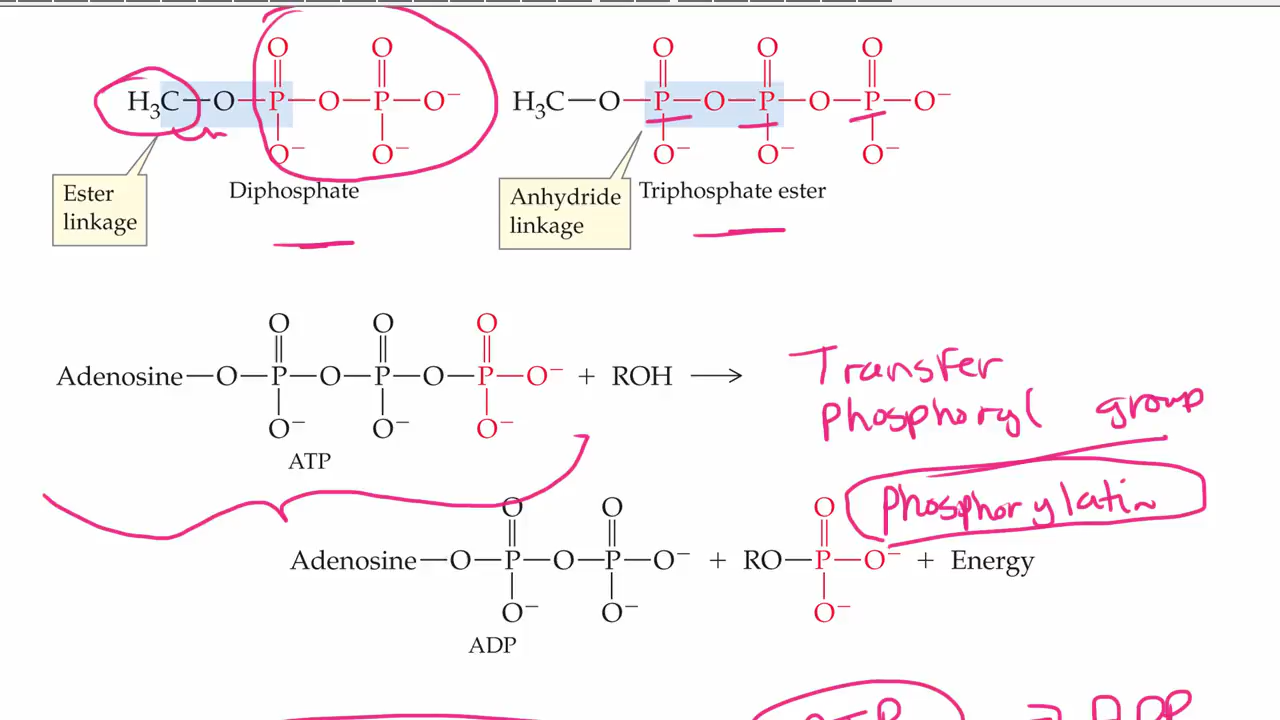 O O O O O
H₃C—O—P—O—P—O⁻ H₃C—O—P—O—P—O—P—O⁻
O⁻ O⁻ O⁻ O⁻ O⁻
Ester
linkage
Diphosphate
Anhydride
linkage
Triphosphate ester
O O O
Adenosine—O—P—O—P—O—P—O⁻ + ROH ⟶
O⁻ O⁻ O⁻
ATP
Transfer
phosphoryl group
Phosphorylatin
O O O
Adenosine—O—P—O—P—O⁻ + RO—P—O⁻ + Energy
O⁻ O⁻ O⁻
ADP